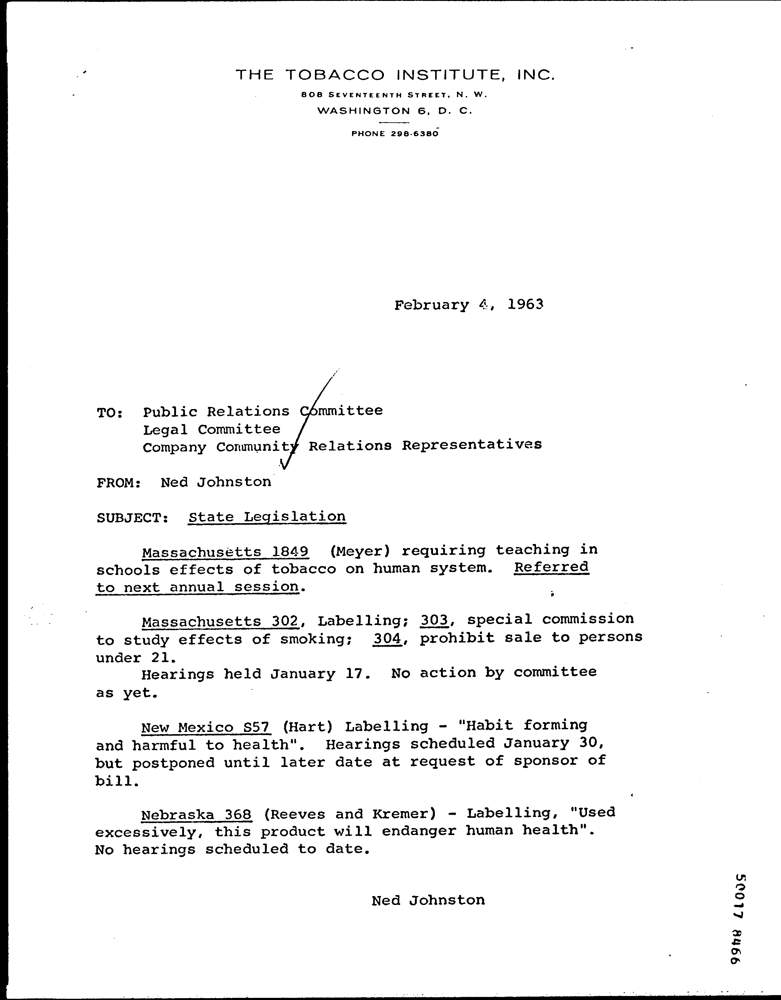 THE TOBACCO INSTITUTE, INC.
808 SEVENTEENTH STREET, N. W.
WASHINGTON 6, D. C.
PHONE 298-6380
February 4, 1963
TO: Public Relations Committee
Legal Committee
Company Community Relations Representatives
FROM: Ned Johnston
SUBJECT: State Legislation
Massachusetts 1849 (Meyer) requiring teaching in
schools effects of tobacco on human system. Referred
to next annual session.
Massachusetts 302, Labelling; 303, special commission
to study effects of smoking; 304, prohibit sale to persons
under 21.
Hearings held January 17. No action by committee
as yet.
New Mexico S57 (Hart) Labelling - "Habit forming
and harmful to health". Hearings scheduled January 30,
but postponed until later date at request of sponsor of
bill.
Nebraska 368 (Reeves and Kremer) - Labelling, "Used
excessively, this product will endanger human health".
No hearings scheduled to date.
Ned Johnston
50017 8466